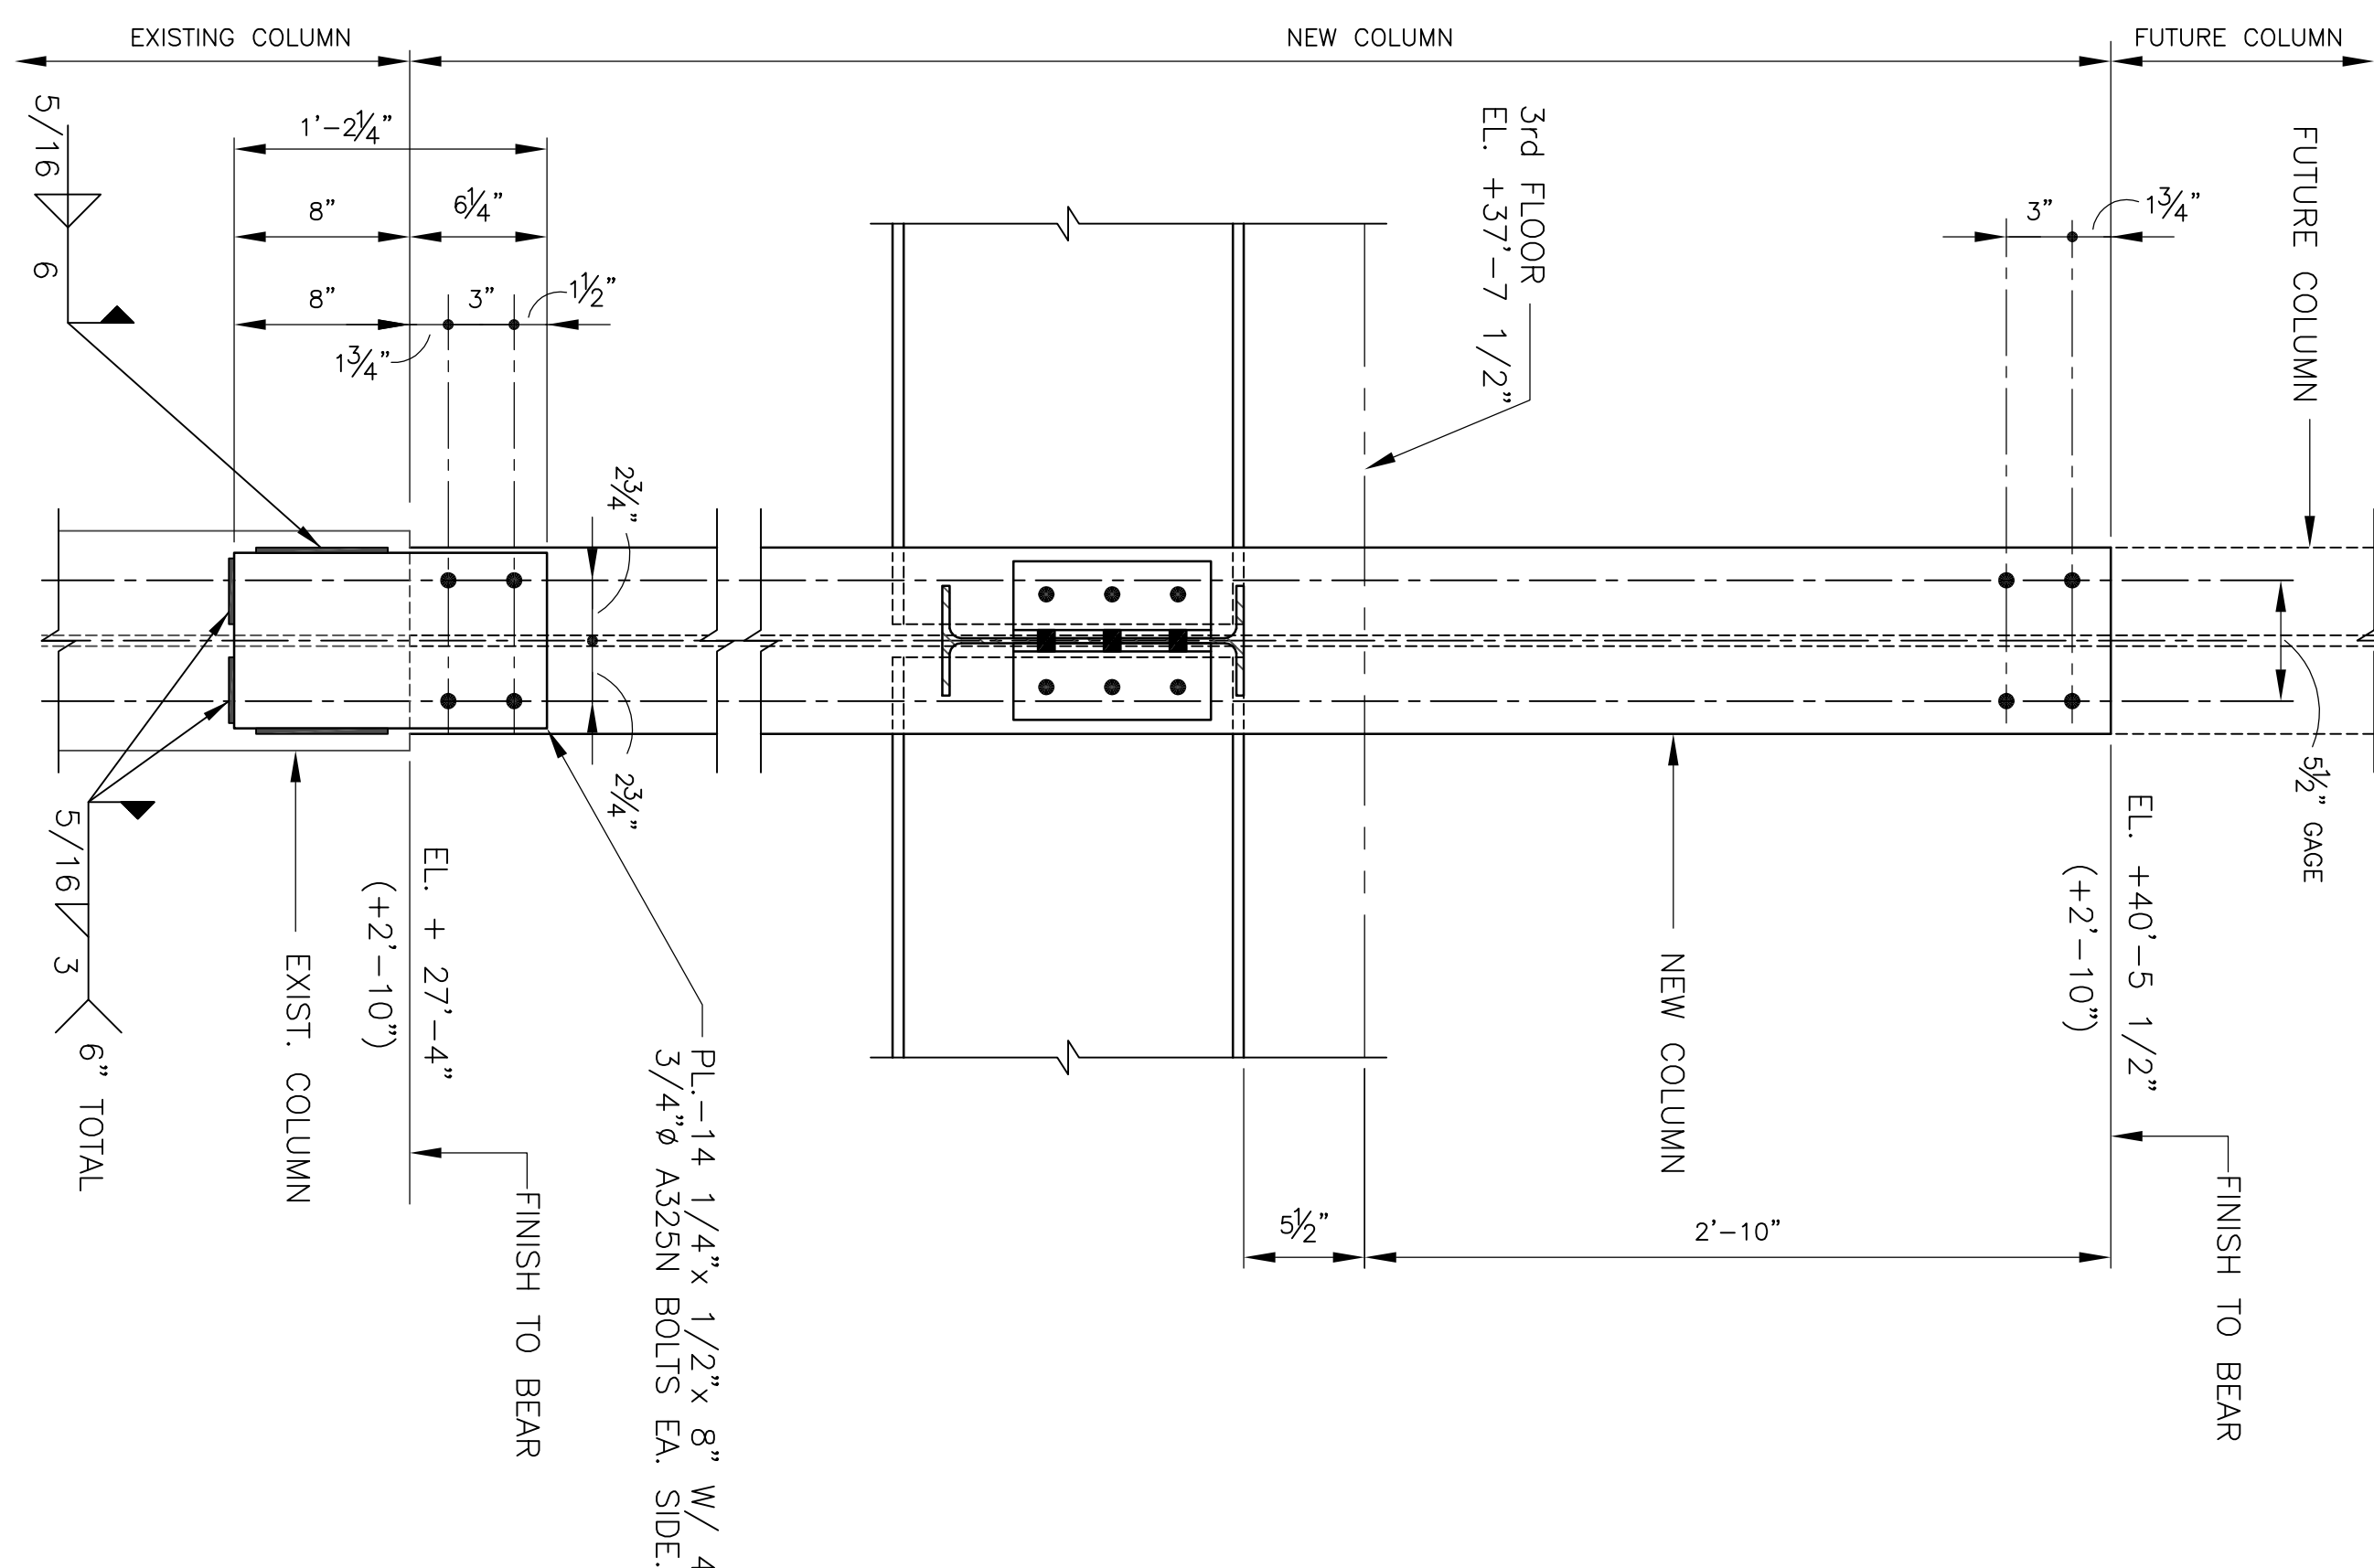 EXISTING COLUMN
NEW COLUMN
FUTURE COLUMN
5/16 6
1'-2¼"
8"
6¼"
8"
3"
1½"
1¾"
2¾"
2¾"
3rd FLOOR
EL. +37'-7 1/2"
FUTURE COLUMN
3"
1¾"
5½" GAGE
EL. +40'-5 1/2"
(+2'-10")
FINISH TO BEAR
NEW COLUMN
5½"
2'-10"
EL. + 27'-4"
(+2'-10")
FINISH TO BEAR
EXIST. COLUMN
5/16 3
6" TOTAL
PL.-14 1/4"x 1/2"x 8" W/ 4
3/4"ø A325N BOLTS EA. SIDE.